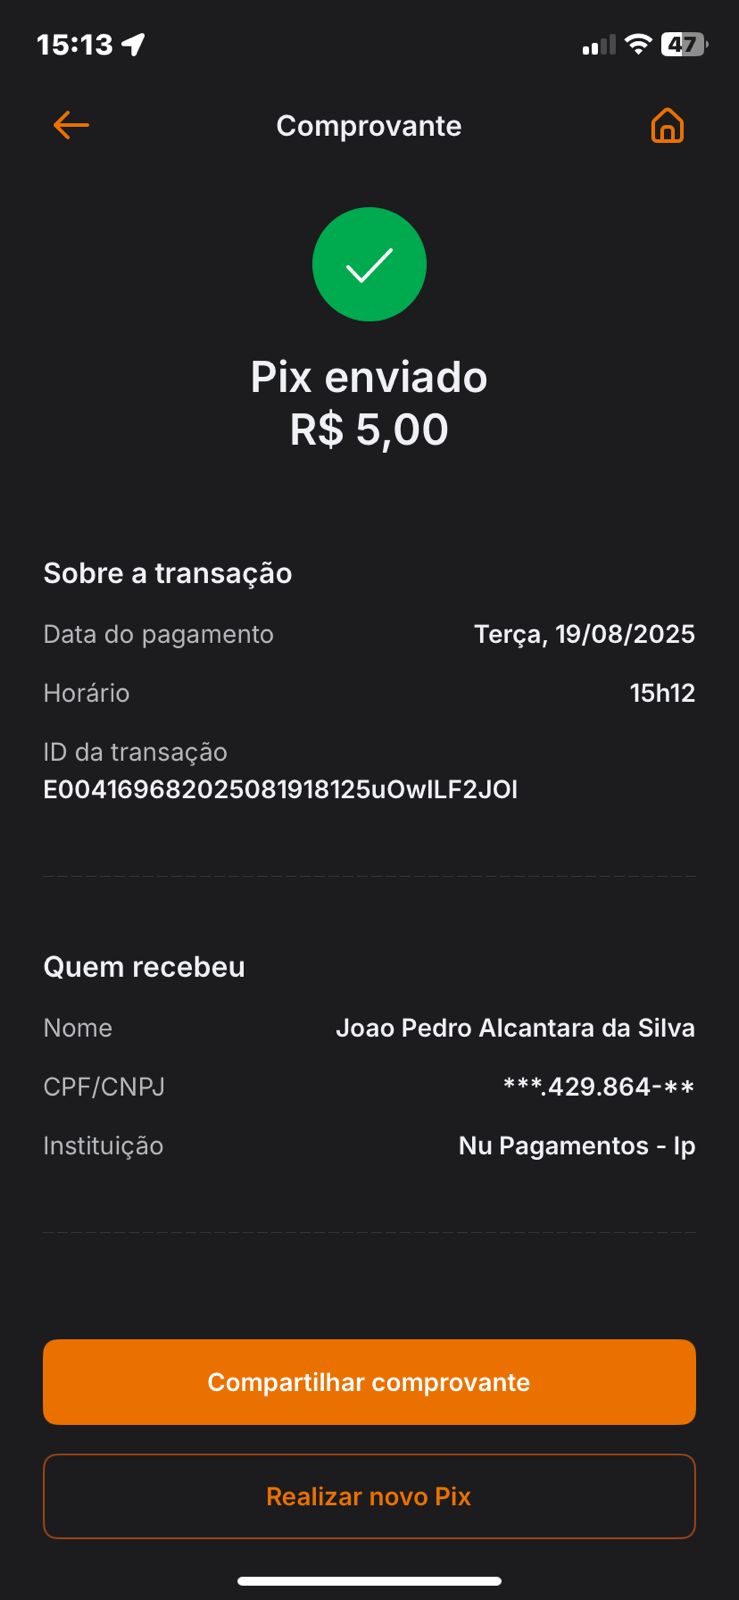 15:13
47
Comprovante
Pix enviado
R$ 5,00
Sobre a transação
Data do pagamento Terça, 19/08/2025
Horário 15h12
ID da transação
E004169682025081918125uOwILF2JOI
Quem recebeu
Nome Joao Pedro Alcantara da Silva
CPF/CNPJ ***.429.864-**
Instituição Nu Pagamentos - Ip
Compartilhar comprovante
Realizar novo Pix